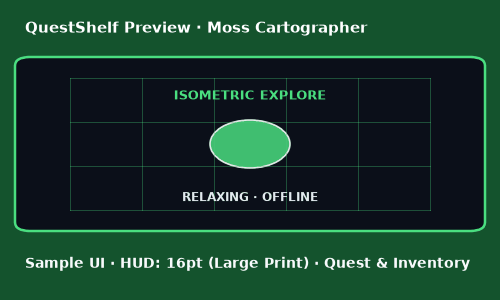 QuestShelf Preview · Moss Cartographer
ISOMETRIC EXPLORE
RELAXING · OFFLINE
Sample UI · HUD: 16pt (Large Print) · Quest & Inventory